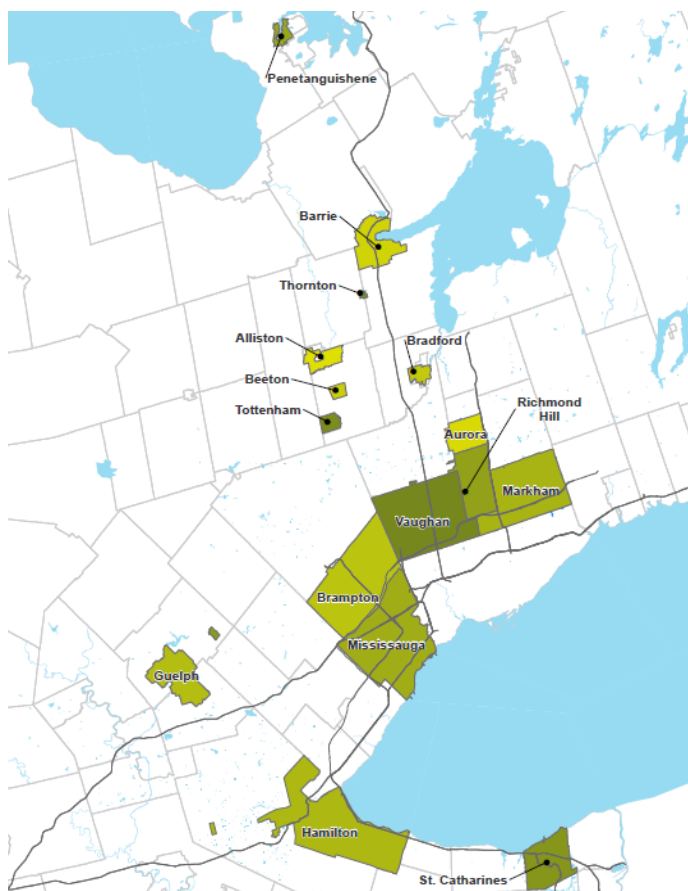 Penetanguishene
Barrie
Thornton
Alliston
Bradford
Beeton
Tottenham
Richmond
Hill
Aurora
Markham
Vaughan
Brampton
Mississauga
Guelph
Hamilton
St. Catharines